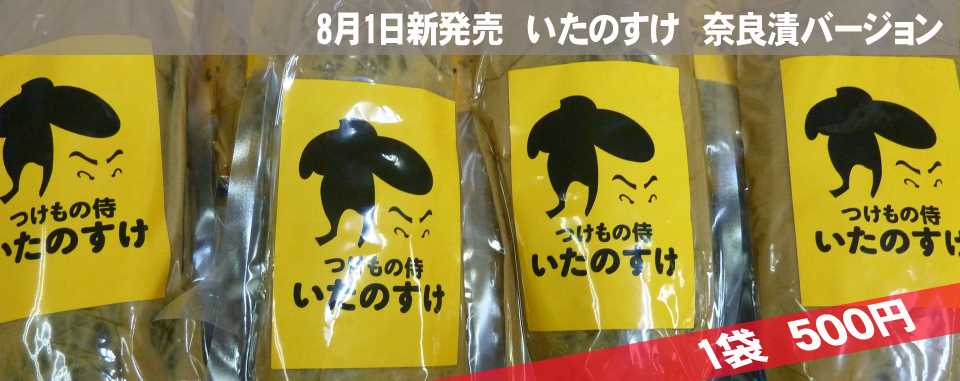 8月1日新発売 いたのすけ 奈良漬バージョン
つけもの侍
いたのすけ
つけもの侍
いたのすけ
つけもの侍
いたのすけ
つけもの侍
いたのすけ
1袋 500円